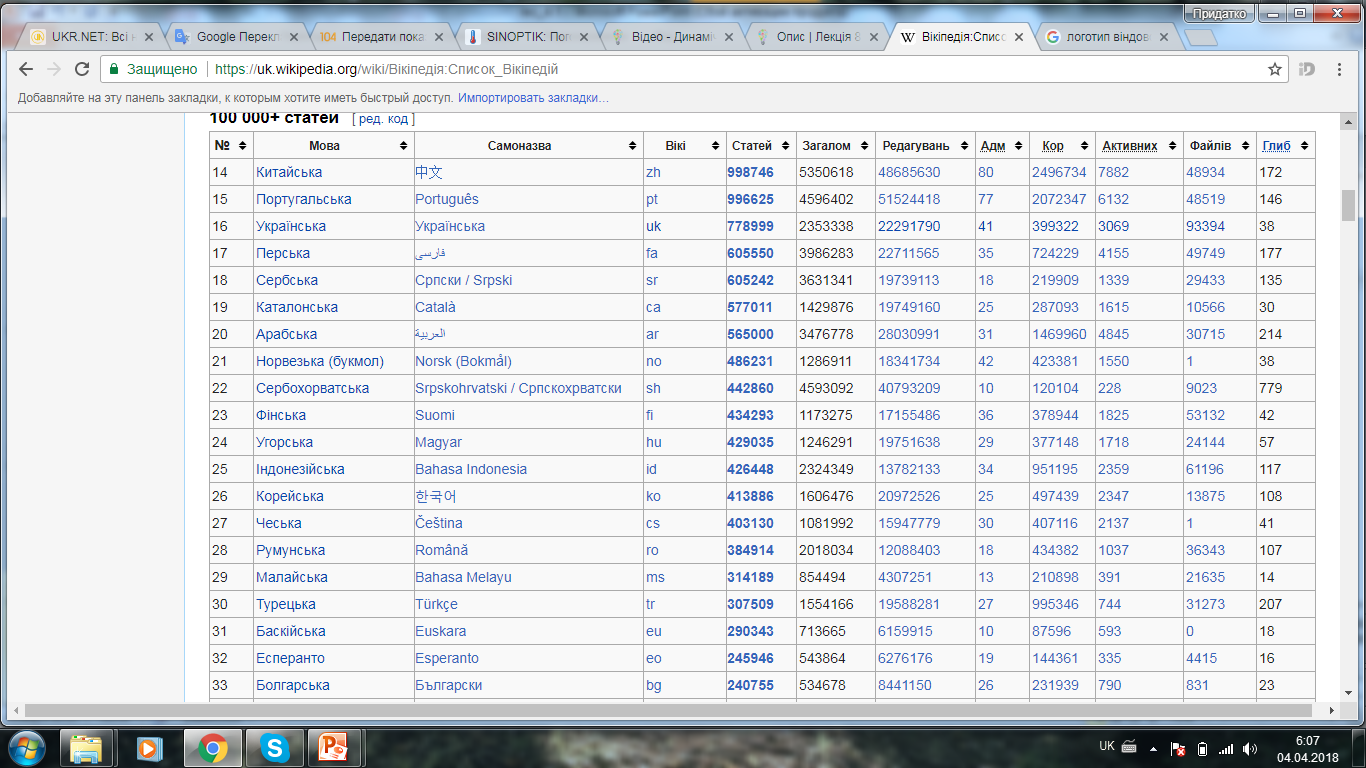 Придатко
UKR.NET: Всі н
Google Перекл
104 Передати пока
SINOPTIK: Пог
Відео - Динамі
Опис | Лекція 8
Вікіпедія:Списо
логотип віндов
Защищено https://uk.wikipedia.org/wiki/Вікіпедія:Список_Вікіпедій
Добавляйте на эту панель закладки, к которым хотите иметь быстрый доступ. Импортировать закладки...
100 000+ статей [ ред. код ]
№ Мова Самоназва Вікі Статей Загалом Редагувань Адм Кор Активних Файлів Глиб
14 Китайська 中文 zh 998746 5350618 48685630 80 2496734 7882 48934 172
15 Португальська Português pt 996625 4596402 51524418 77 2072347 6132 48519 146
16 Українська Українська uk 778999 2353338 22291790 41 399322 3069 93394 38
17 Перська فارسی fa 605550 3986283 22711565 35 724229 4155 49749 177
18 Сербська Српски / Srpski sr 605242 3631341 19739113 18 219909 1339 29433 135
19 Каталонська Català ca 577011 1429876 19749160 25 287093 1615 10566 30
20 Арабська العربية ar 565000 3476778 28030991 31 1469960 4845 30715 214
21 Норвезька (букмол) Norsk (Bokmål) no 486231 1286911 18341734 42 423381 1550 1 38
22 Сербохорватська Srpskohrvatski / Српскохрватски sh 442860 4593092 40793209 10 120104 228 9023 779
23 Фінська Suomi fi 434293 1173275 17155486 36 378944 1825 53132 42
24 Угорська Magyar hu 429035 1246291 19751638 29 377148 1718 24144 57
25 Індонезійська Bahasa Indonesia id 426448 2324349 13782133 34 951195 2359 61196 117
26 Корейська 한국어 ko 413886 1606476 20972526 25 497439 2347 13875 108
27 Чеська Čeština cs 403130 1081992 15947779 30 407116 2137 1 41
28 Румунська Română ro 384914 2018034 12088403 18 434382 1037 36343 107
29 Малайська Bahasa Melayu ms 314189 854494 4307251 13 210898 391 21635 14
30 Турецька Türkçe tr 307509 1554166 19588281 27 995346 744 31273 207
31 Баскійська Euskara eu 290343 713665 6159915 10 87596 593 0 18
32 Есперанто Esperanto eo 245946 543864 6276176 19 144361 335 4415 16
33 Болгарська Български bg 240755 534678 8441150 26 231939 790 831 23
UK
6:07
04.04.2018